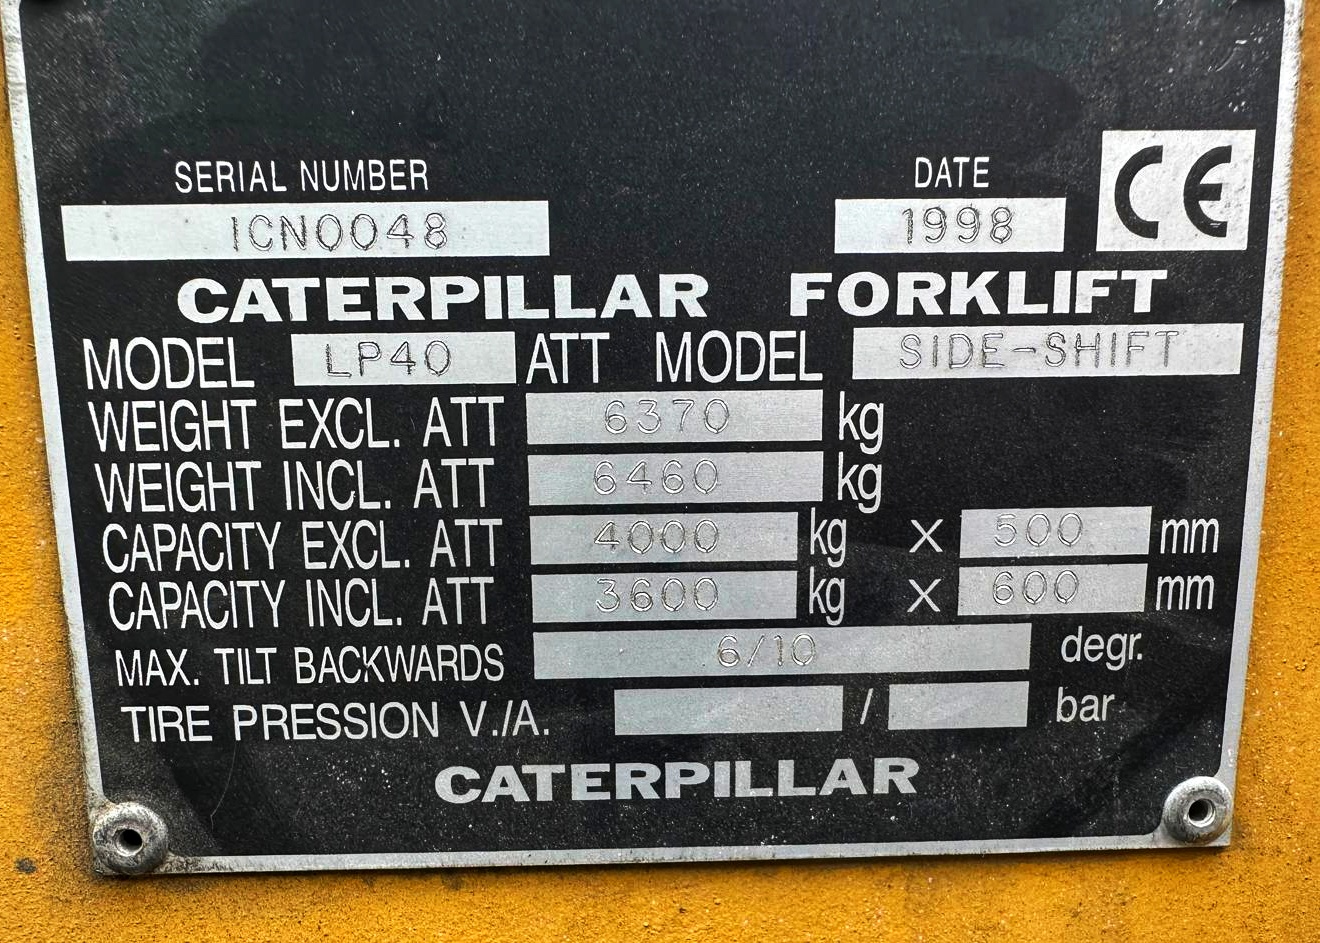 SERIAL NUMBER DATE
1CN0048 1998 CE
CATERPILLAR FORKLIFT
MODEL LP40 ATT MODEL SIDE-SHIFT
WEIGHT EXCL. ATT 6370 kg
WEIGHT INCL. ATT 6460 kg
CAPACITY EXCL. ATT 4000 kg X 500 mm
CAPACITY INCL. ATT 3600 kg X 600 mm
MAX. TILT BACKWARDS 6/10 degr.
TIRE PRESSION V./A. / bar
CATERPILLAR